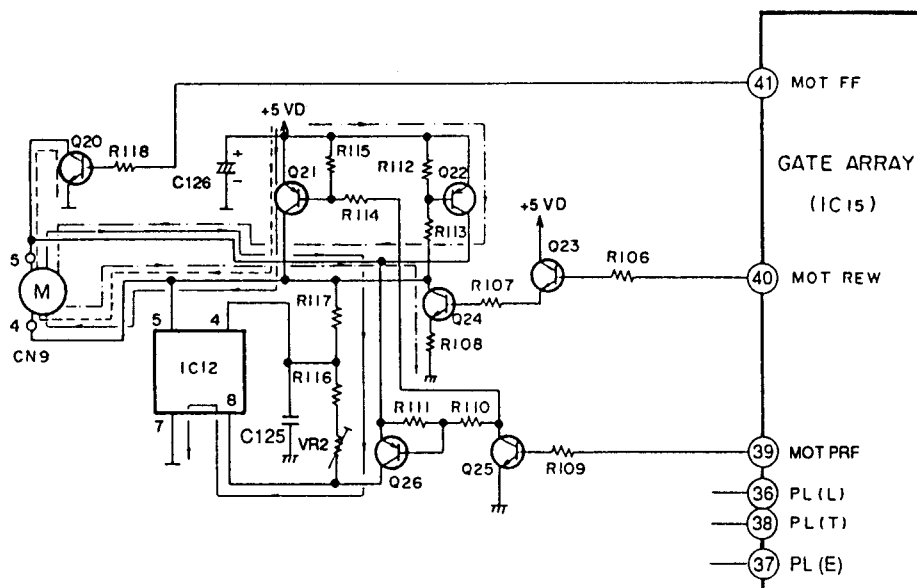 41 MOT FF
+5 VD
Q20
R118
R115
R112
C126
+
-
Q21
Q22
GATE ARRAY
(IC15)
R114
+5 VD
R113
Q23
5
R107
R106
40 MOT REW
M
4
CN9
5
4
R117
Q24
R108
IC12
R116
8
7
C125
VR2
R111
R110
Q26
Q25
R109
39 MOT PRF
36 PL(L)
38 PL(T)
37 PL(E)